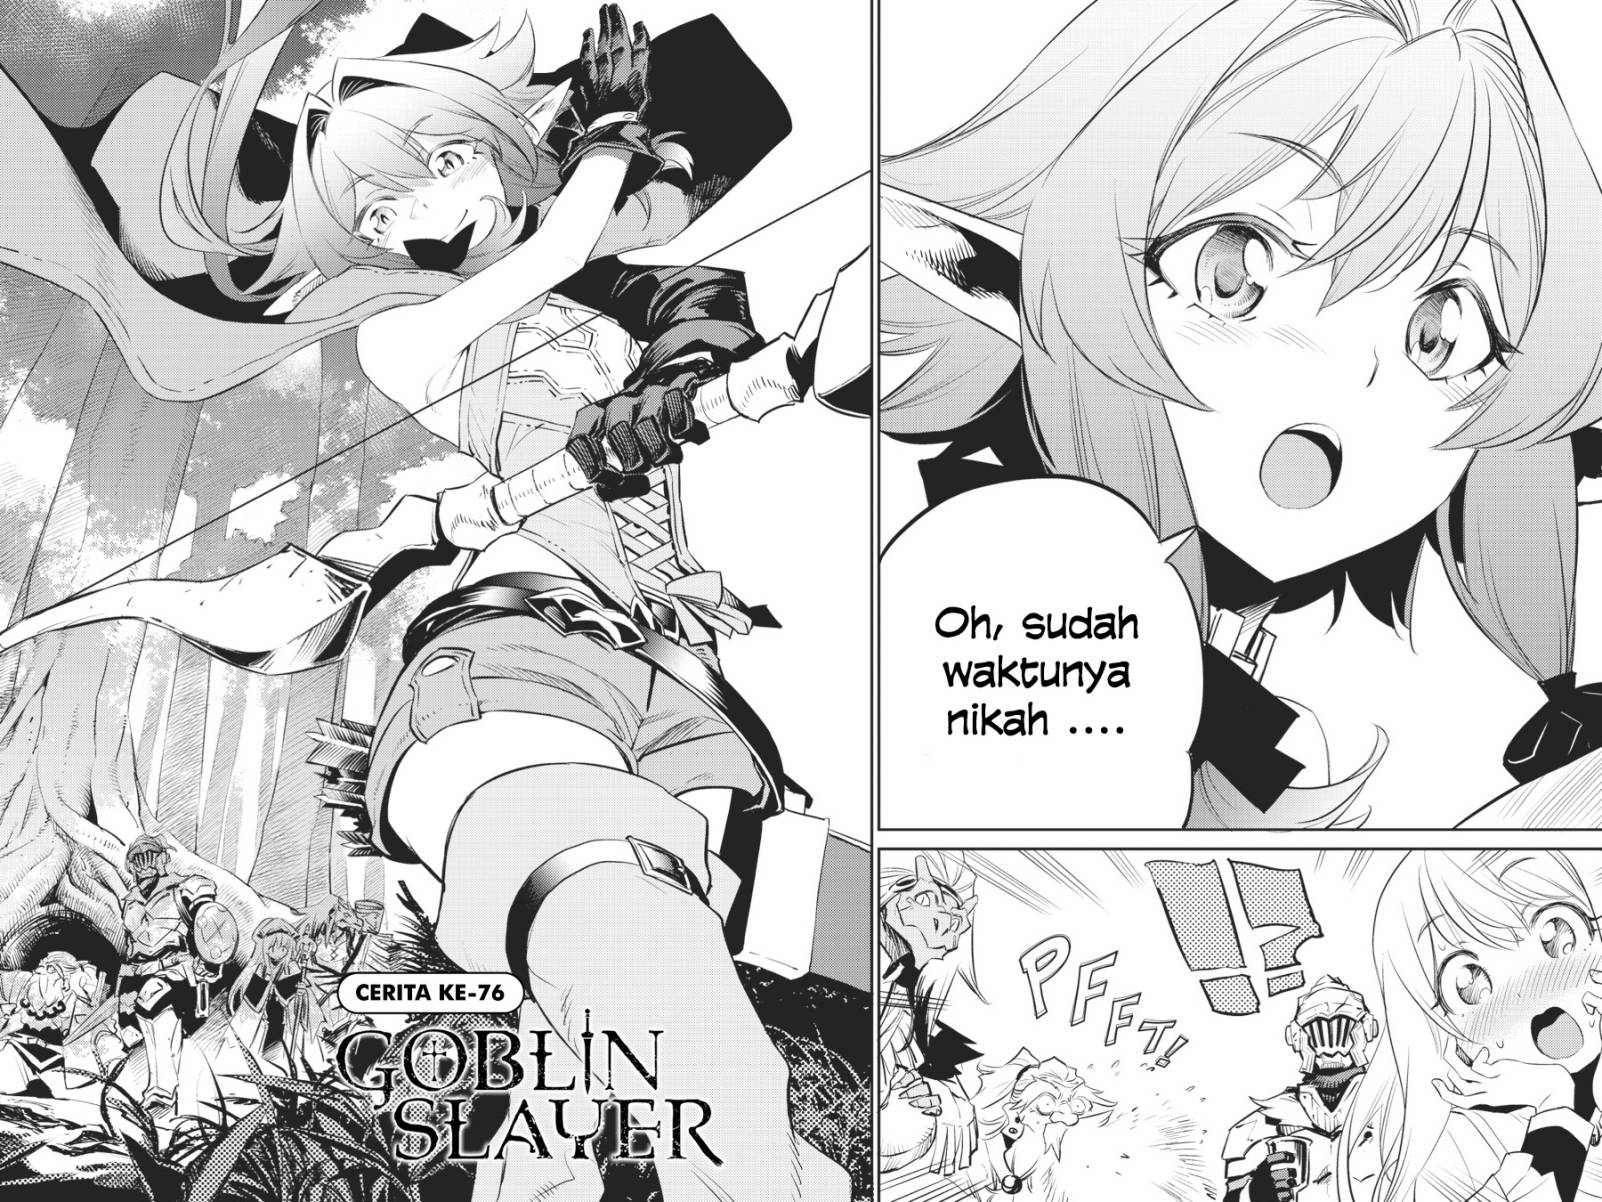 Oh, sudah
waktunya
nikah ....
!!?
PFFT!
CERITA KE-76
GOBLIN
SLAYER